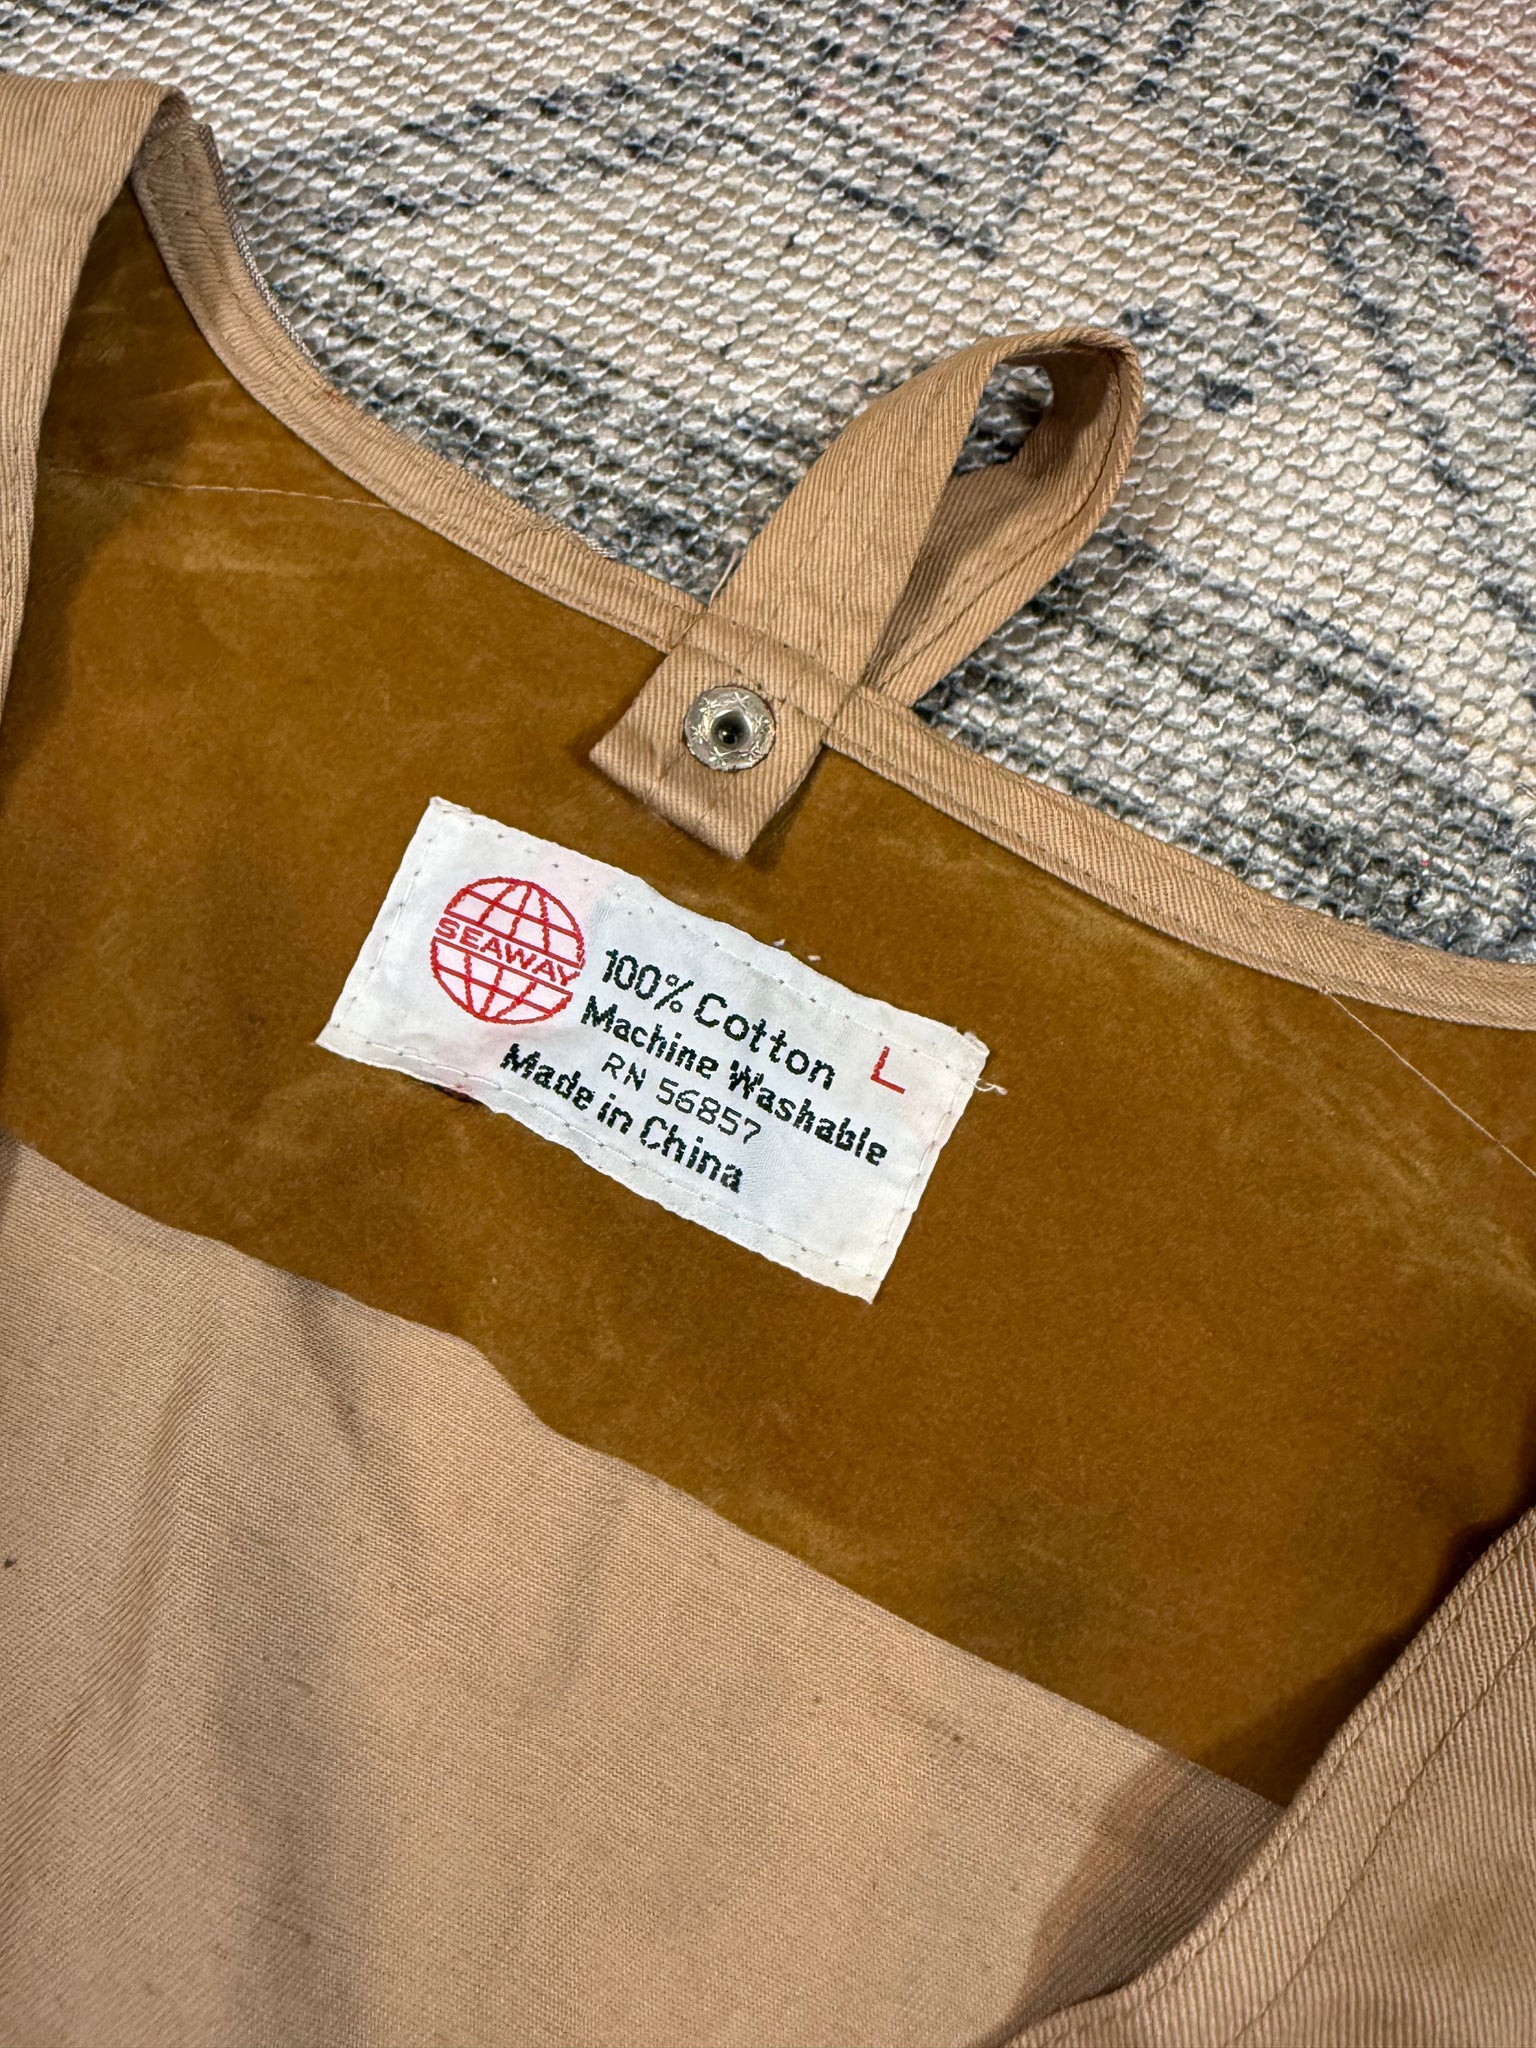 SEAWAY
100% Cotton
L
Machine Washable
RN 56857
Made in China